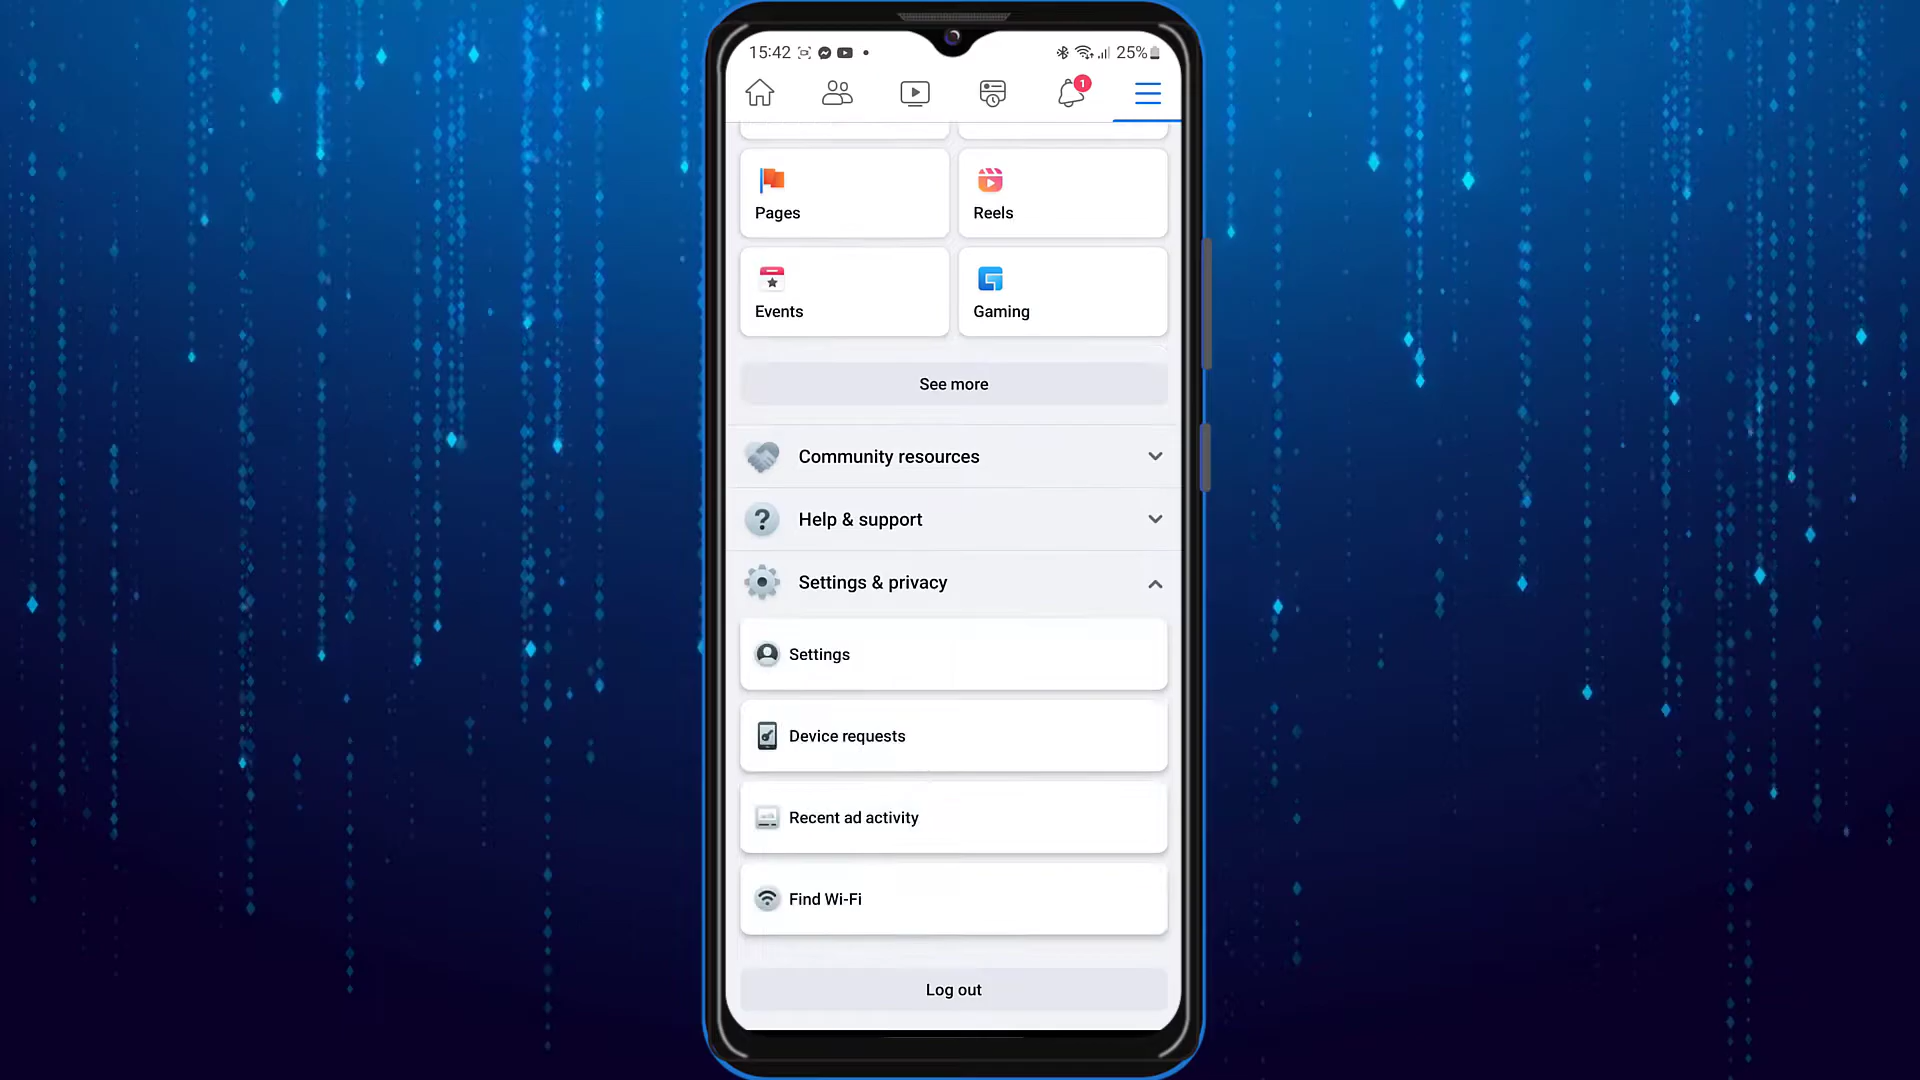 15:42 25%
1
Pages Reels
Events Gaming
See more
Community resources
? Help & support
Settings & privacy
Settings
Device requests
Recent ad activity
Find Wi-Fi
Log out